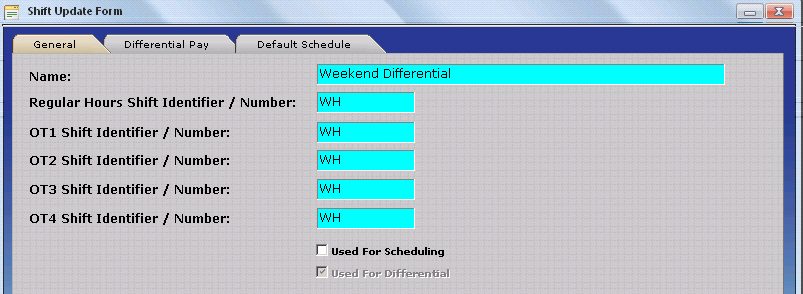 Shift Update Form
General Differential Pay Default Schedule
Name: Weekend Differential
Regular Hours Shift Identifier / Number: WH
OT1 Shift Identifier / Number: WH
OT2 Shift Identifier / Number: WH
OT3 Shift Identifier / Number: WH
OT4 Shift Identifier / Number: WH
Used For Scheduling
Used For Differential